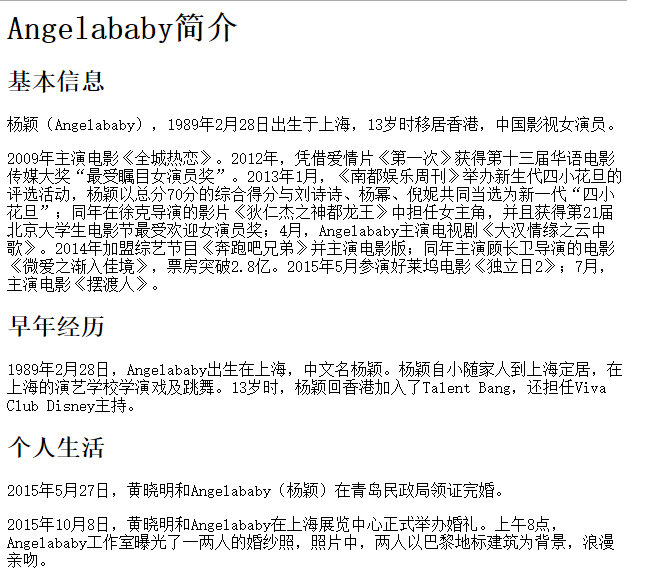 Angelababy简介
基本信息
杨颖（Angelababy），1989年2月28日出生于上海，13岁时移居香港，中国影视女演员。
2009年主演电影《全城热恋》。2012年，凭借爱情片《第一次》获得第十三届华语电影
传媒大奖“最受瞩目女演员奖”。2013年1月，《南都娱乐周刊》举办新生代四小花旦的
评选活动，杨颖以总分70分的综合得分与刘诗诗、杨幂、倪妮共同当选为新一代“四小
花旦”；同年在徐克导演的影片《狄仁杰之神都龙王》中担任女主角，并且获得第21届
北京大学生电影节最受欢迎女演员奖；4月，Angelababy主演电视剧《大汉情缘之云中
歌》。2014年加盟综艺节目《奔跑吧兄弟》并主演电影版；同年主演顾长卫导演的电影
《微爱之渐入佳境》，票房突破2.8亿。2015年5月参演好莱坞电影《独立日2》；7月，
主演电影《摆渡人》。
早年经历
1989年2月28日，Angelababy出生在上海，中文名杨颖。杨颖自小随家人到上海定居，在
上海的演艺学校学演戏及跳舞。13岁时，杨颖回香港加入了Talent Bang，还担任Viva
Club Disney主持。
个人生活
2015年5月27日，黄晓明和Angelababy（杨颖）在青岛民政局领证完婚。
2015年10月8日，黄晓明和Angelababy在上海展览中心正式举办婚礼。上午8点，
Angelababy工作室曝光了一两人的婚纱照，照片中，两人以巴黎地标建筑为背景，浪漫
亲吻。